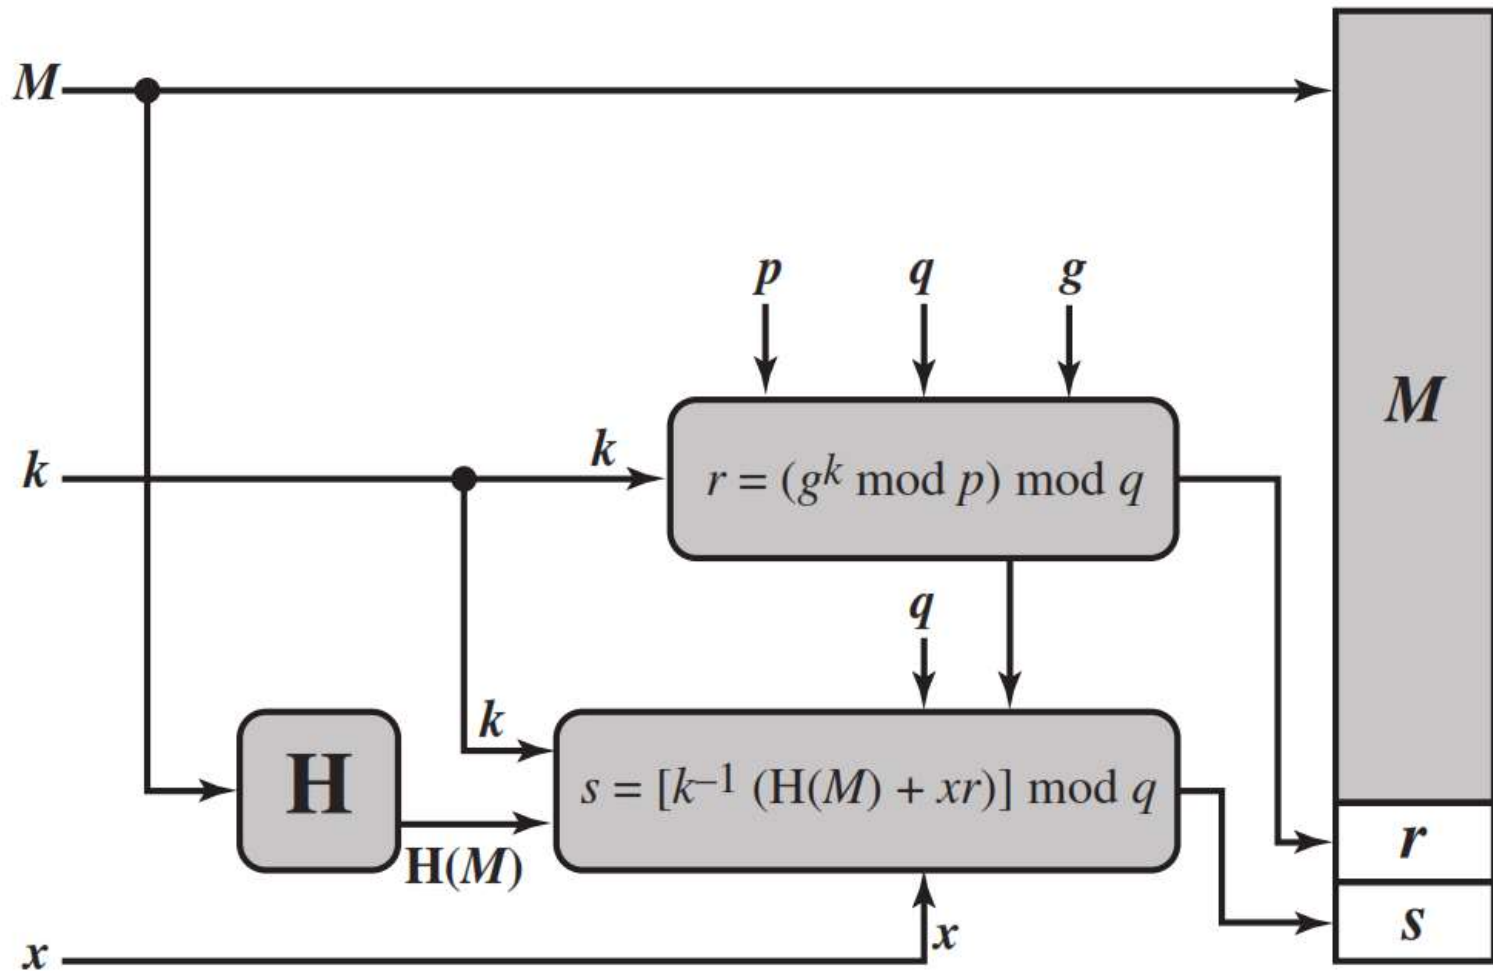 M
p q g
M
k k r = (g^k mod p) mod q
q
k
H s = [k^–1 (H(M) + xr)] mod q
r
H(M)
s
x x